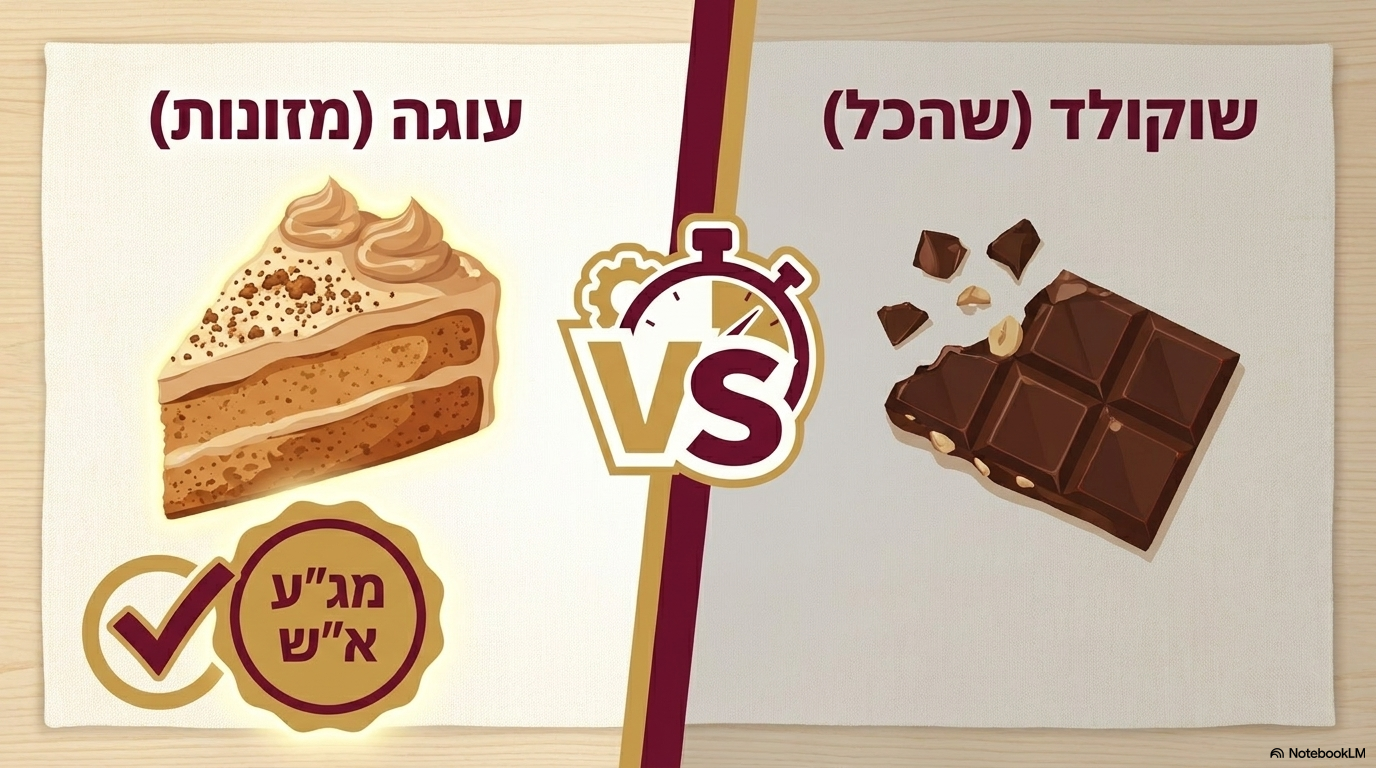 שוקולד (שהכל)
עוגה (מזונות)
VS
מג"ע
א"ש
NotebookLM